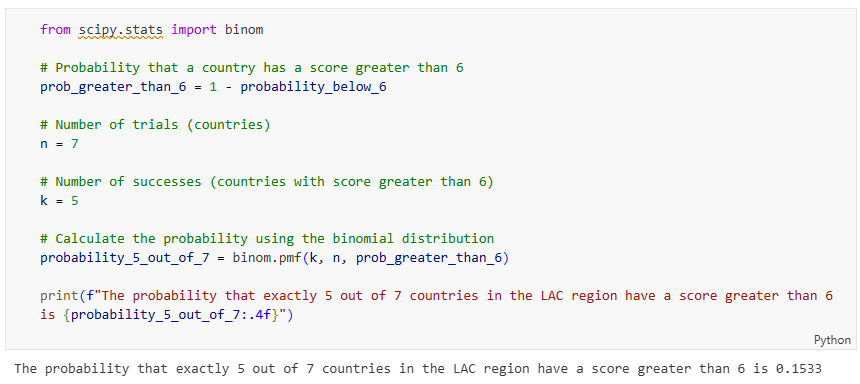 from scipy.stats import binom
# Probability that a country has a score greater than 6
prob_greater_than_6 = 1 - probability_below_6
# Number of trials (countries)
n = 7
# Number of successes (countries with score greater than 6)
k = 5
# Calculate the probability using the binomial distribution
probability_5_out_of_7 = binom.pmf(k, n, prob_greater_than_6)
print(f"The probability that exactly 5 out of 7 countries in the LAC region have a score greater than 6
is {probability_5_out_of_7:.4f}")
Python
The probability that exactly 5 out of 7 countries in the LAC region have a score greater than 6 is 0.1533